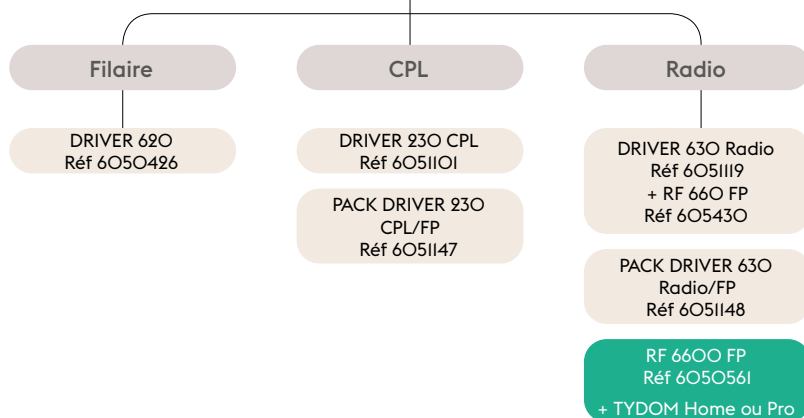 Filaire
DRIVER 620
Réf 6050426
CPL
DRIVER 230 CPL
Réf 6051101
PACK DRIVER 230
CPL/FP
Réf 6051147
Radio
DRIVER 630 Radio
Réf 6051119
+ RF 660 FP
Réf 605430
PACK DRIVER 630
Radio/FP
Réf 6051148
RF 6600 FP
Réf 6050561
+ TYDOM Home ou Pro